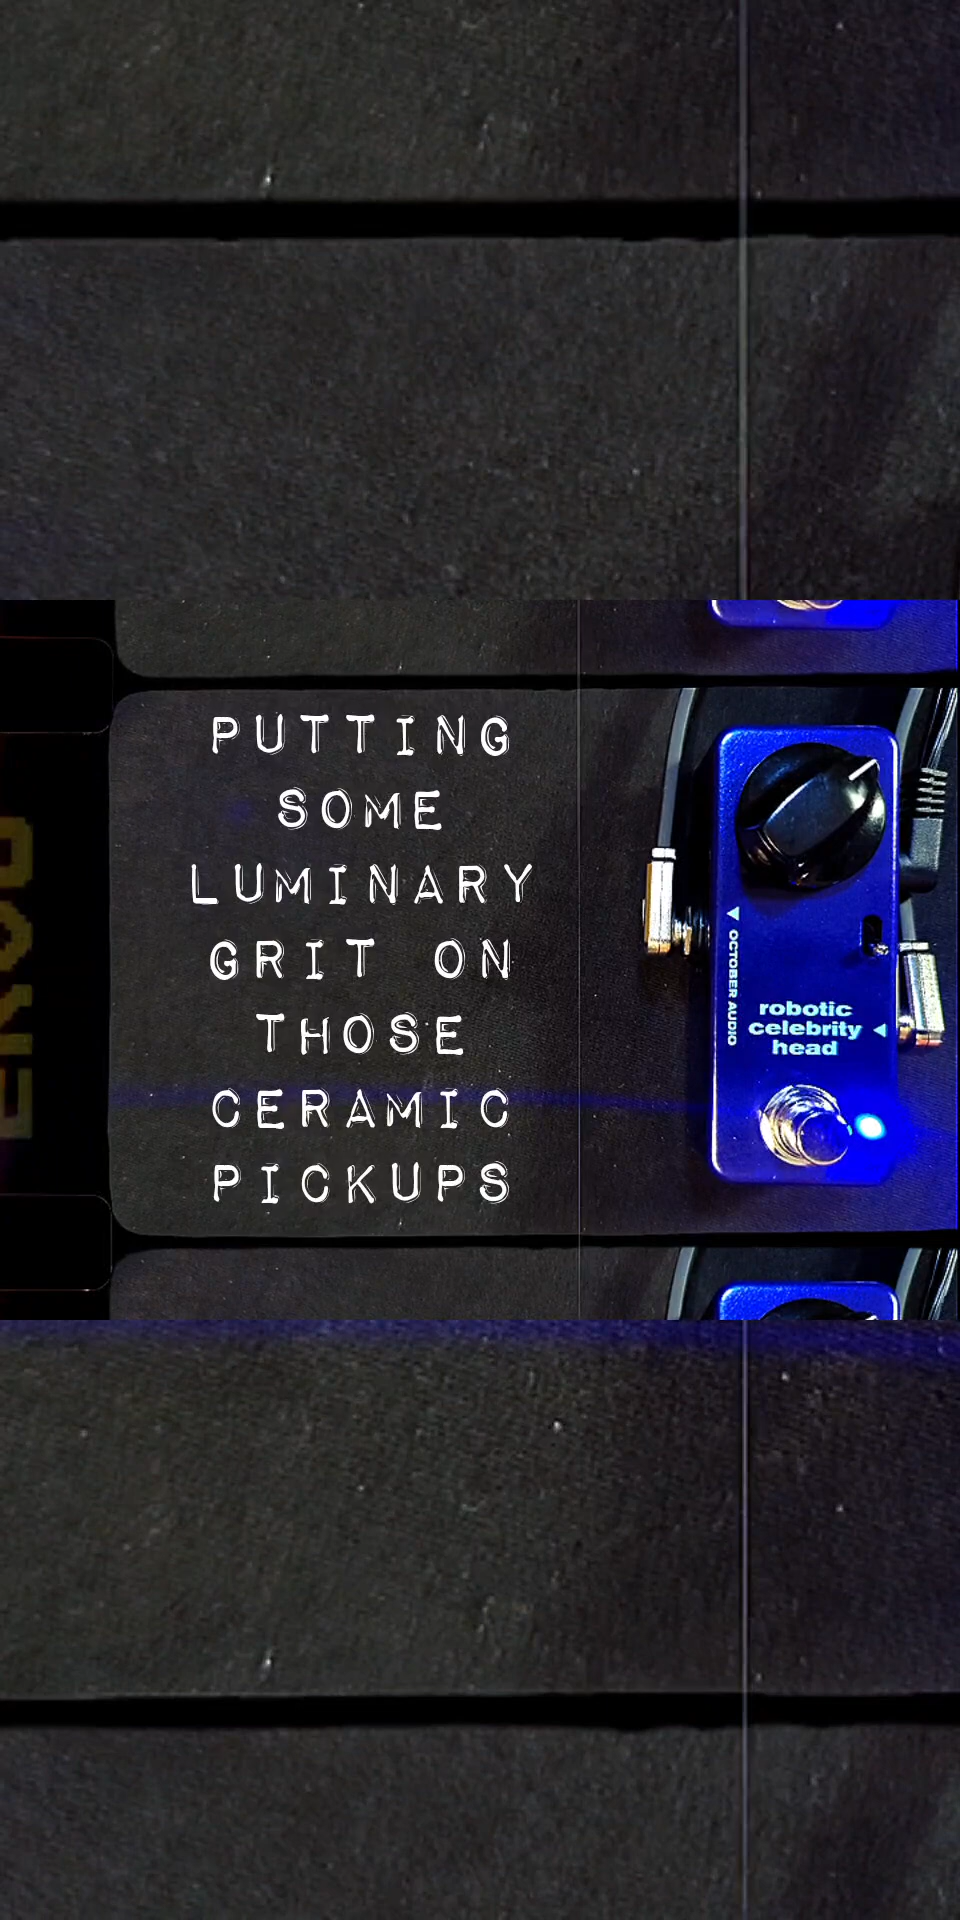 PUTTING
SOME
LUMINARY
GRIT ON
THOSE
CERAMIC
PICKUPS
OCTOBER AUDIO
robotic
celebrity
head